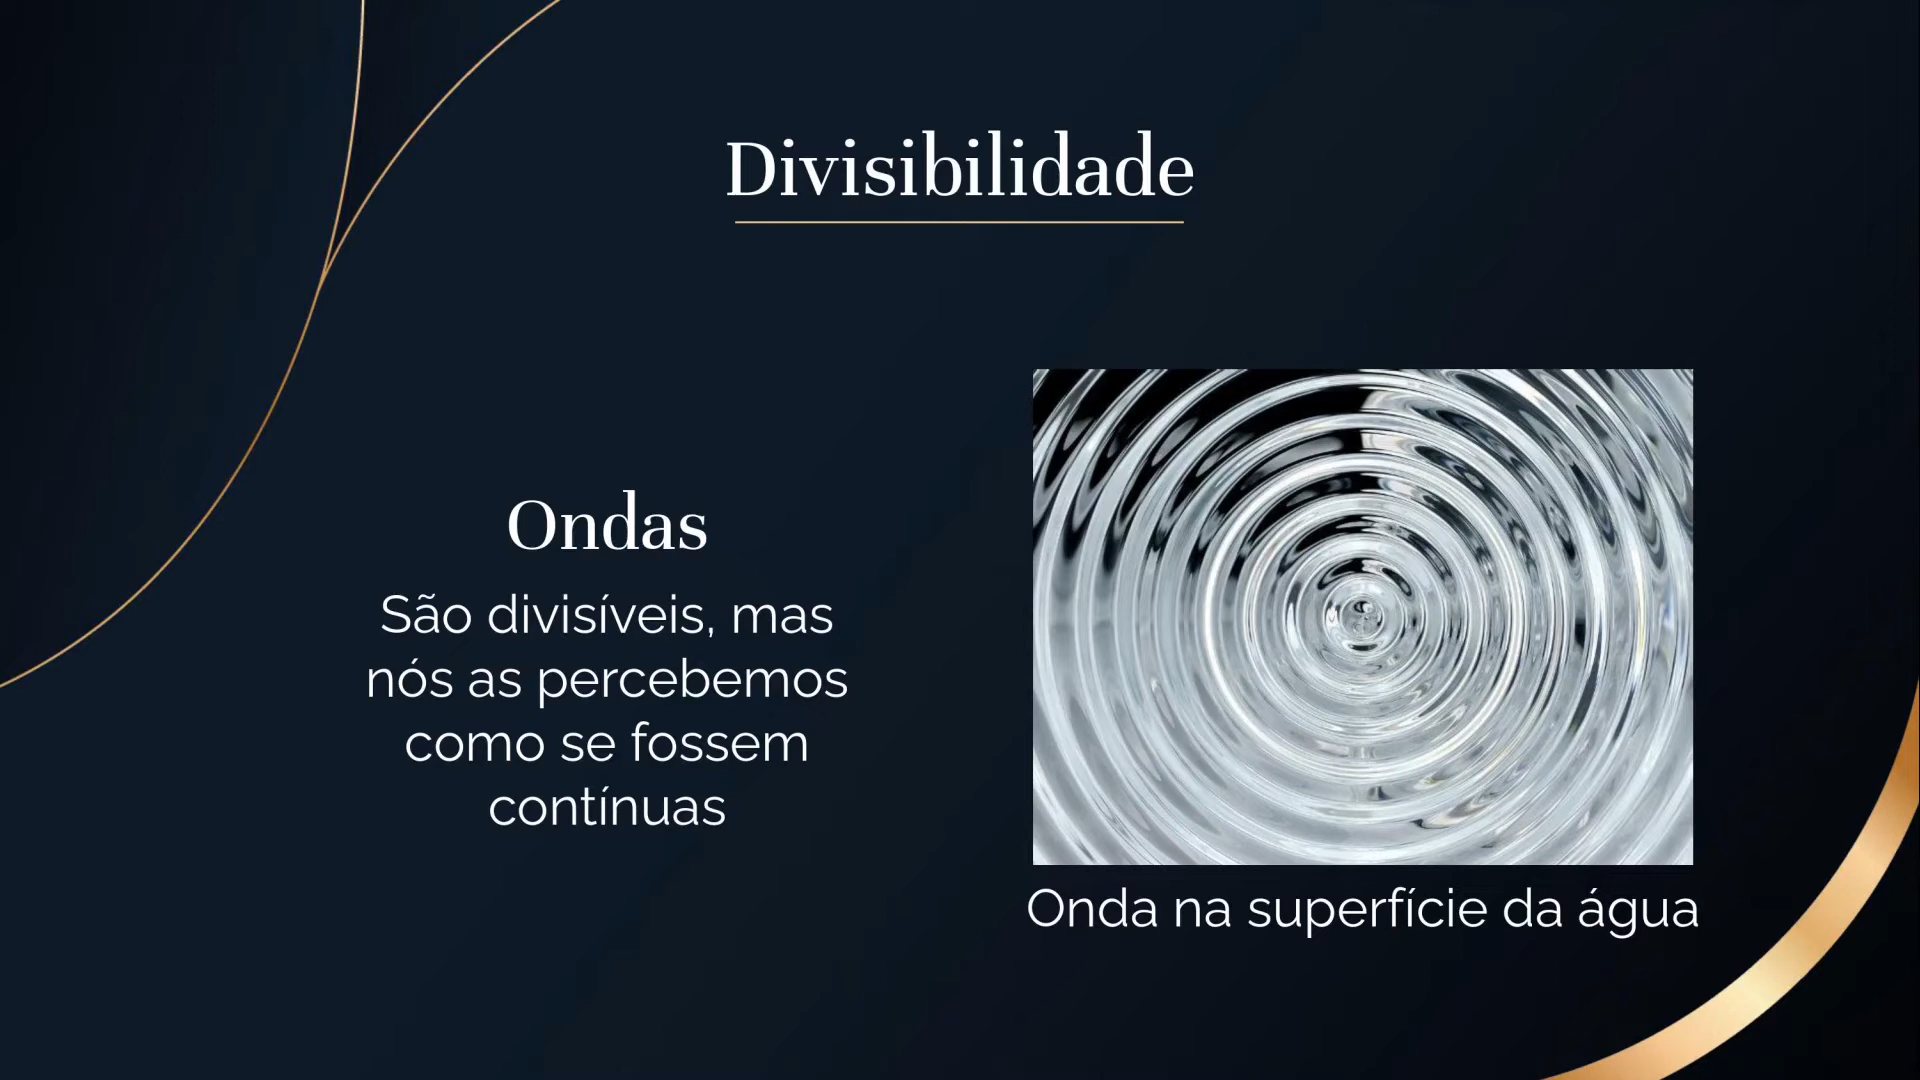 Divisibilidade
Ondas
São divisíveis, mas
nós as percebemos
como se fossem
contínuas
Onda na superfície da água